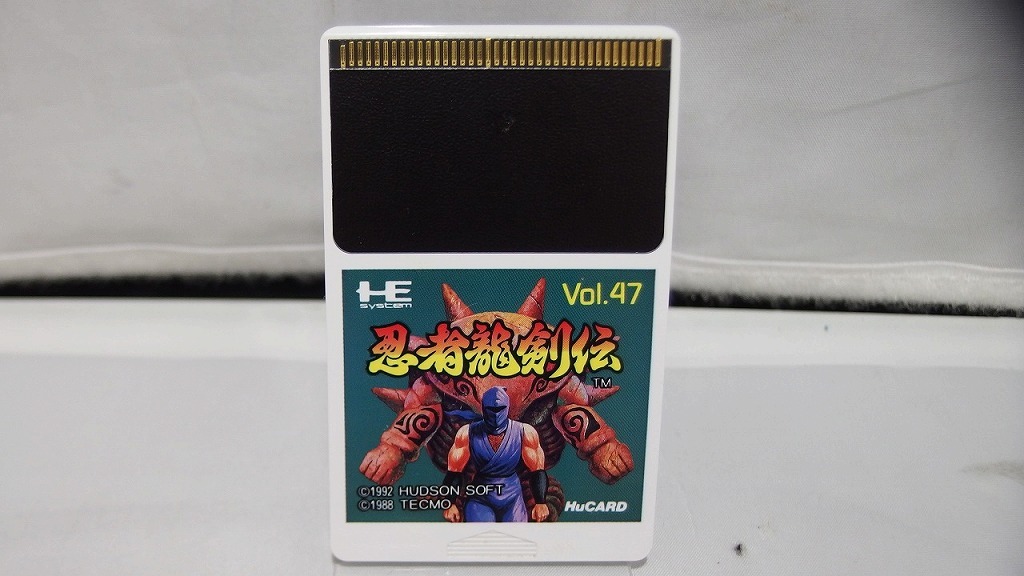 HE
system
Vol.47
忍者龍剣伝
TM
©1992 HUDSON SOFT
©1988 TECMO
HuCARD